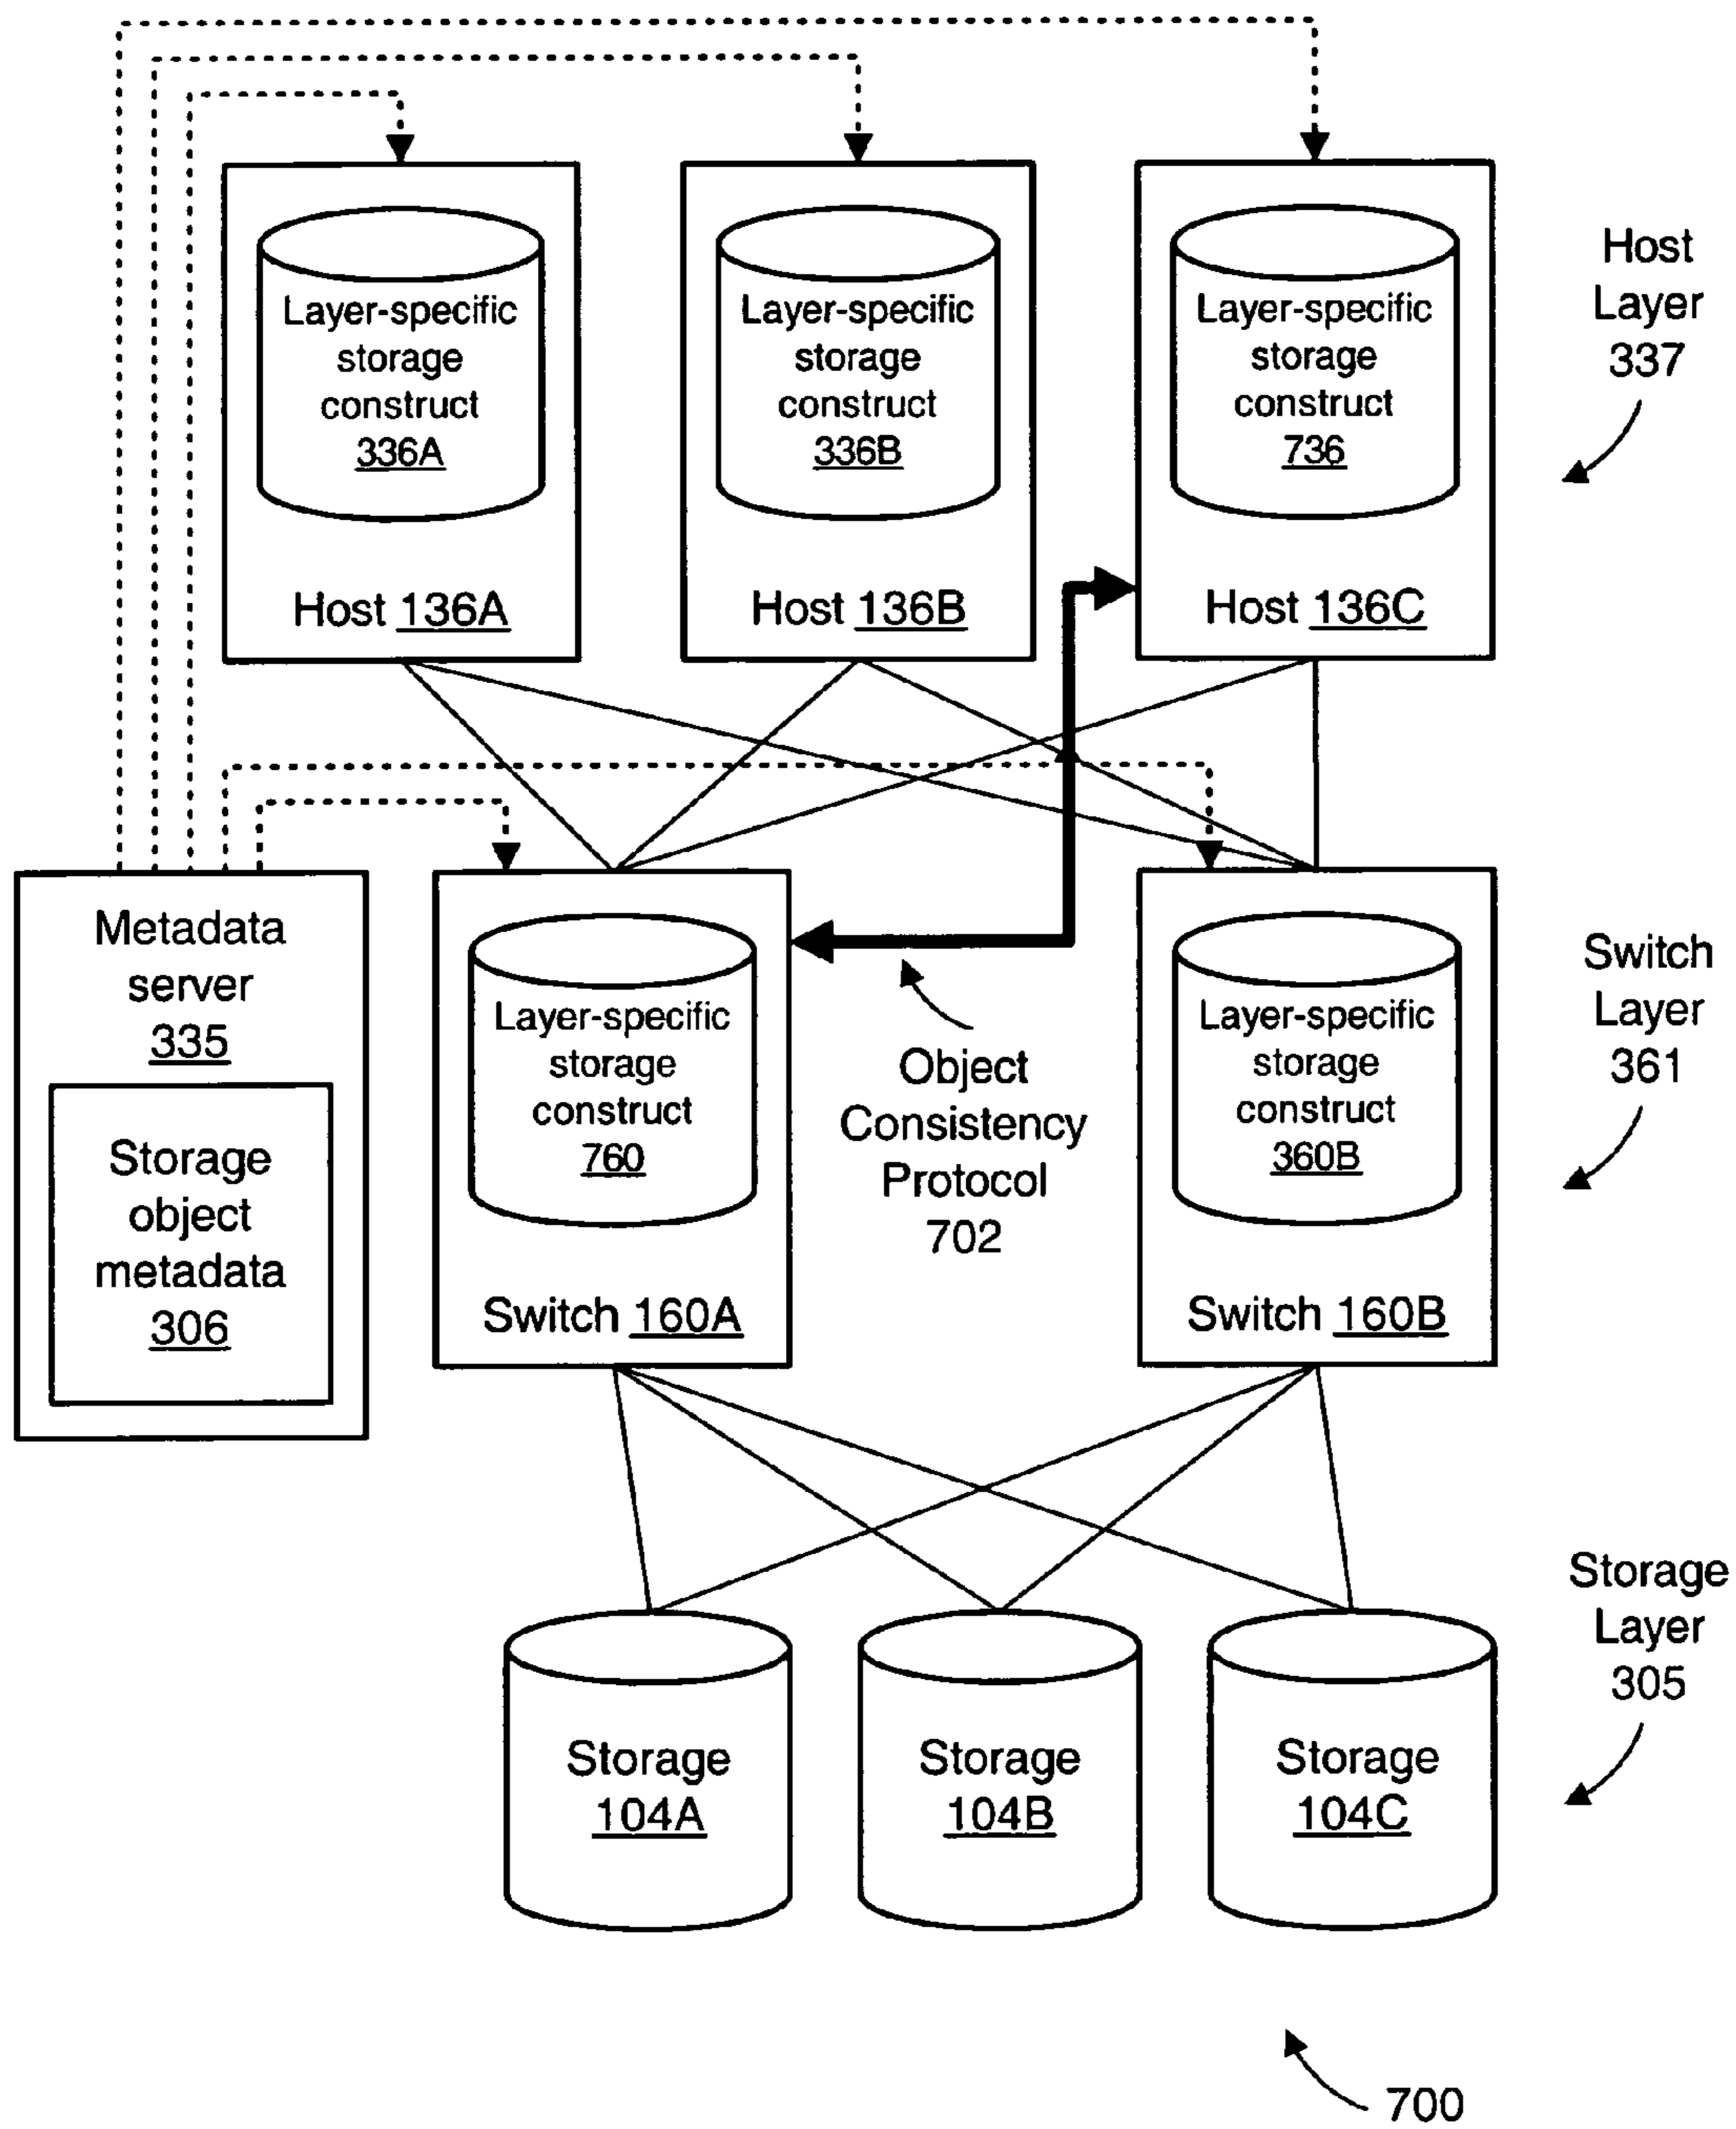 Layer-specific
storage
construct
336A
Host 136A
Layer-specific
storage
construct
336B
Host 136B
Layer-specific
storage
construct
736
Host 136C
Host
Layer
337
Metadata
server
335
Storage
object
metadata
306
Layer-specific
storage
construct
760
Switch 160A
Object
Consistency
Protocol
702
Layer-specific
storage
construct
360B
Switch 160B
Switch
Layer
361
Storage
104A
Storage
104B
Storage
104C
Storage
Layer
305
700